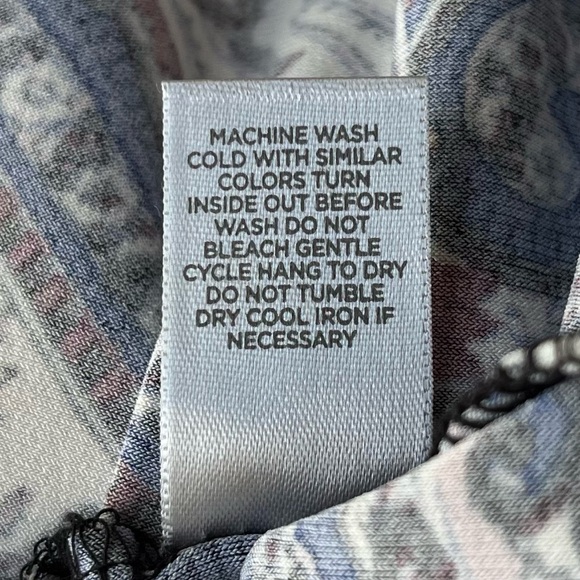 MACHINE WASH
COLD WITH SIMILAR
COLORS TURN
INSIDE OUT BEFORE
WASH DO NOT
BLEACH GENTLE
CYCLE HANG TO DRY
DO NOT TUMBLE
DRY COOL IRON IF
NECESSARY